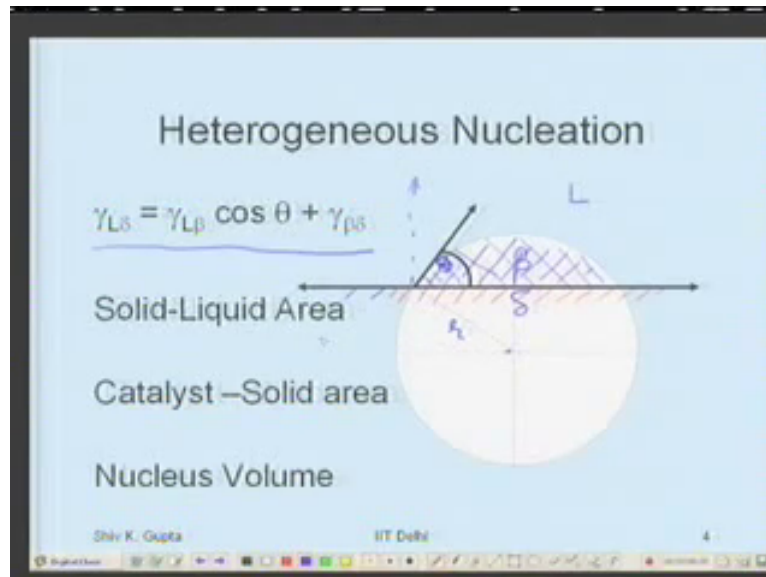 Heterogeneous Nucleation
γLδ = γLβ cos θ + γβδ
L
θ
β
δ
Solid-Liquid Area
r
Catalyst –Solid area
Nucleus Volume
Shiv K. Gupta IIT Delhi 4